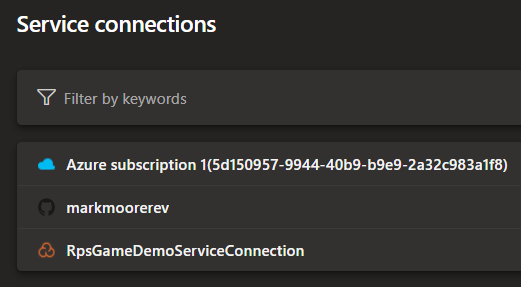 Service connections
Filter by keywords
Azure subscription 1(5d150957-9944-40b9-b9e9-2a32c983a1f8)
markmoorerev
RpsGameDemoServiceConnection